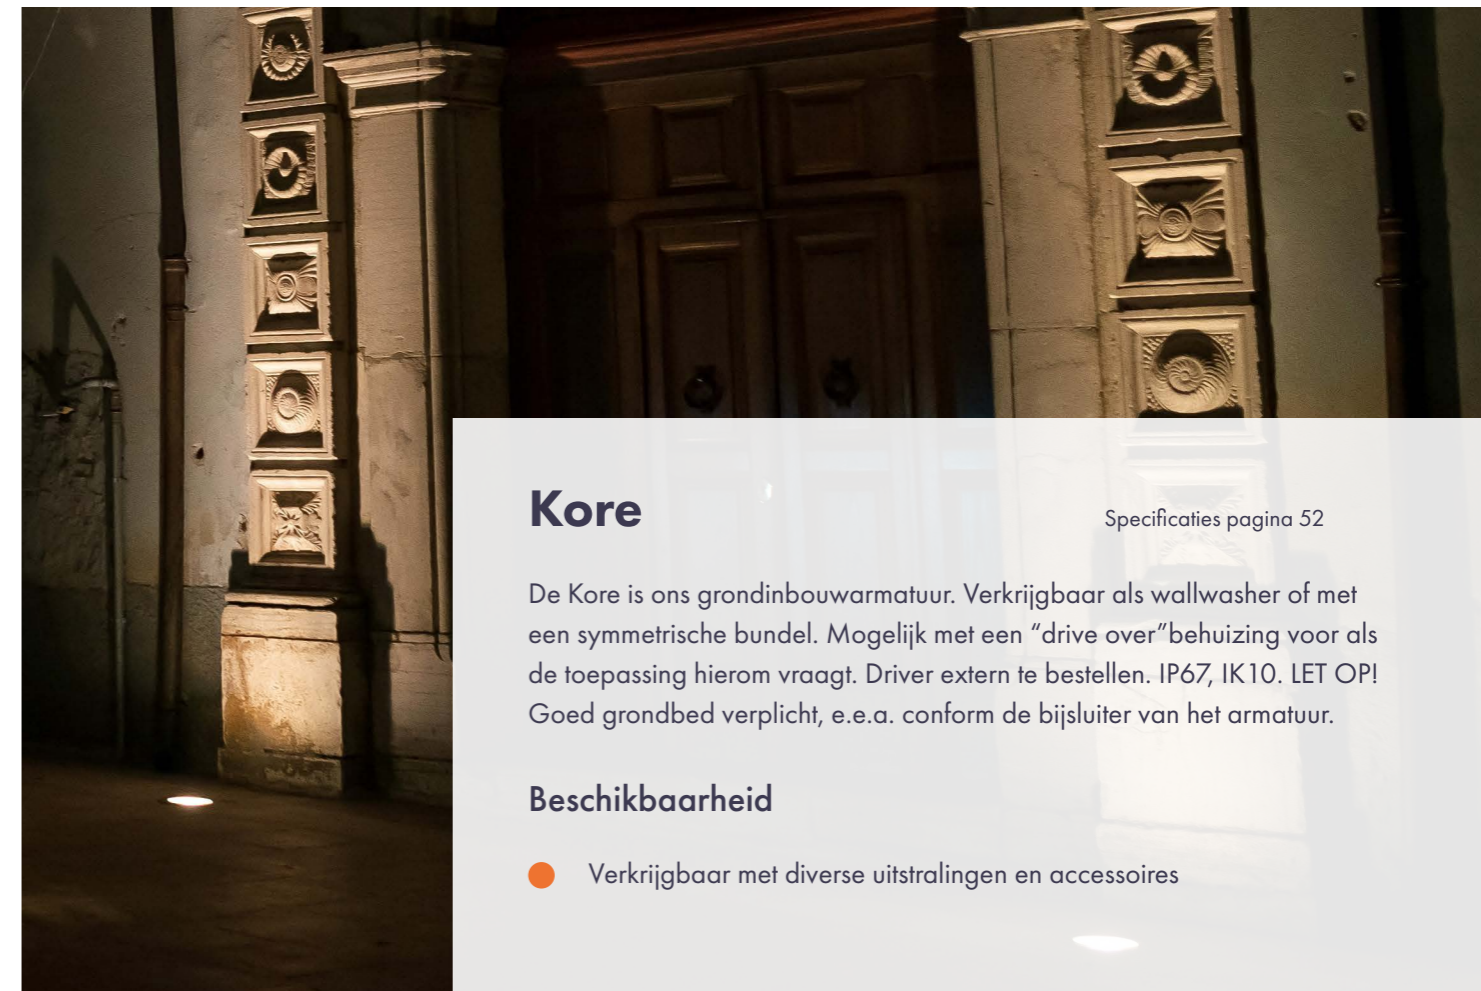 Kore
Specificaties pagina 52
De Kore is ons grondinbouwarmatuur. Verkrijgbaar als wallwasher of met
een symmetrische bundel. Mogelijk met een “drive over”behuizing voor als
de toepassing hierom vraagt. Driver extern te bestellen. IP67, IK10. LET OP!
Goed grondbed verplicht, e.e.a. conform de bijsluiter van het armatuur.
Beschikbaarheid
Verkrijgbaar met diverse uitstralingen en accessoires